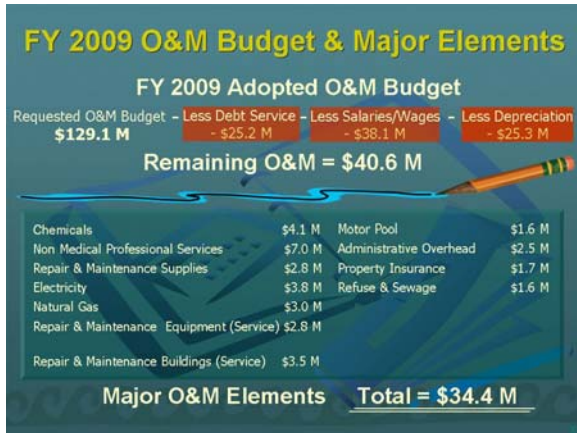 FY 2009 O&M Budget & Major Elements
FY 2009 Adopted O&M Budget
Requested O&M Budget – Less Debt Service – Less Salaries/Wages – Less Depreciation
$129.1 M - $25.2 M - $38.1 M - $25.3 M
Remaining O&M = $40.6 M
Chemicals $4.1 M Motor Pool $1.6 M
Non Medical Professional Services $7.0 M Administrative Overhead $2.5 M
Repair & Maintenance Supplies $2.8 M Property Insurance $1.7 M
Electricity $3.8 M Refuse & Sewage $1.6 M
Natural Gas $3.0 M
Repair & Maintenance Equipment (Service) $2.8 M
Repair & Maintenance Buildings (Service) $3.5 M
Major O&M Elements Total = $34.4 M